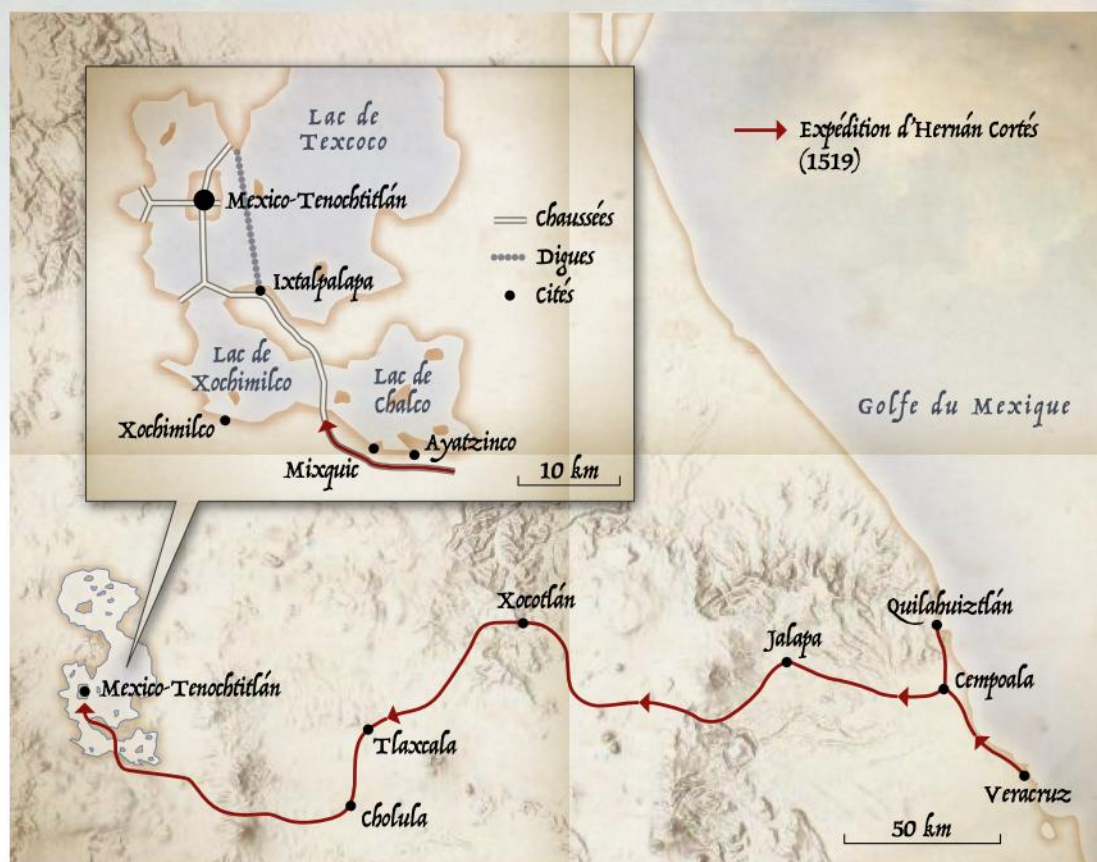 Lac de
Texcoco
Expédition d'Hernán Cortés
(1519)
Mexico-Tenochtitlán
Chaussées
Digues
Ixtalpalapa
Cités
Lac de
Xochimilco
Lac de
Chalco
Golfe du Mexique
Xochimilco
Ayatzinco
Mixquic
10 km
Xocotlán
Quilahuiztlán
Jalapa
Mexico-Tenochtitlán
Cempoala
Tlaxcala
Veracruz
Cholula
50 km